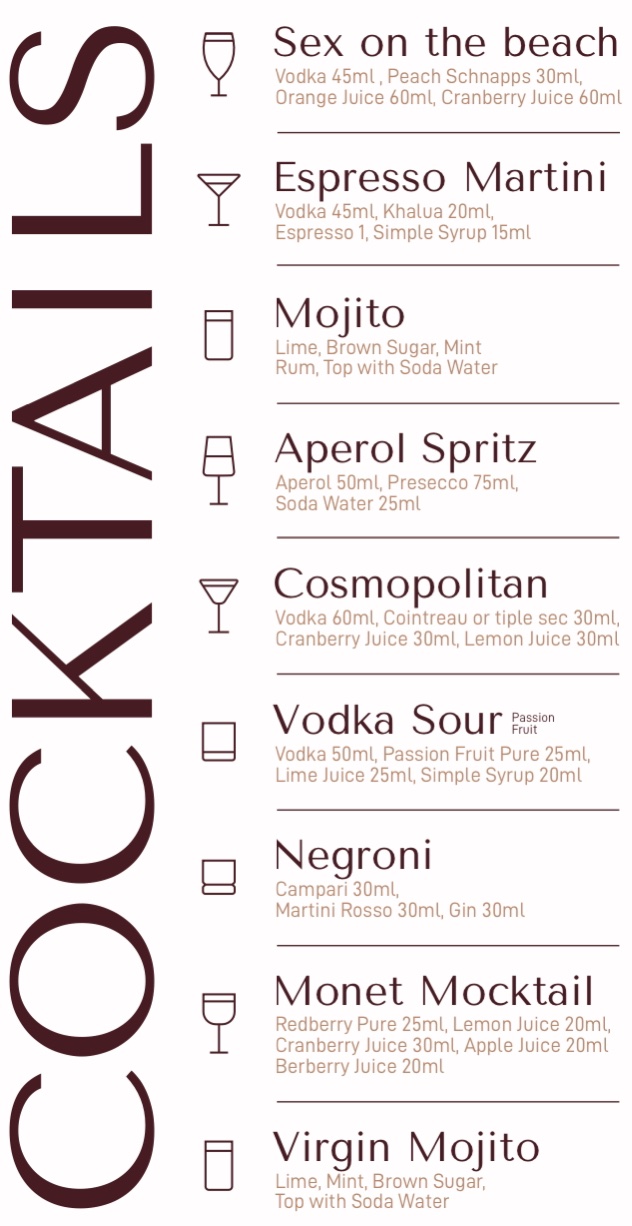 COCKTAILS
Sex on the beach
Vodka 45ml , Peach Schnapps 30ml,
Orange Juice 60ml, Cranberry Juice 60ml
Espresso Martini
Vodka 45ml, Khalua 20ml,
Espresso 1, Simple Syrup 15ml
Mojito
Lime, Brown Sugar, Mint
Rum, Top with Soda Water
Aperol Spritz
Aperol 50ml, Presecco 75ml,
Soda Water 25ml
Cosmopolitan
Vodka 60ml, Cointreau or tiple sec 30ml,
Cranberry Juice 30ml, Lemon Juice 30ml
Vodka Sour Passion
Fruit
Vodka 50ml, Passion Fruit Pure 25ml,
Lime Juice 25ml, Simple Syrup 20ml
Negroni
Campari 30ml,
Martini Rosso 30ml, Gin 30ml
Monet Mocktail
Redberry Pure 25ml, Lemon Juice 20ml,
Cranberry Juice 30ml, Apple Juice 20ml
Berberry Juice 20ml
Virgin Mojito
Lime, Mint, Brown Sugar,
Top with Soda Water